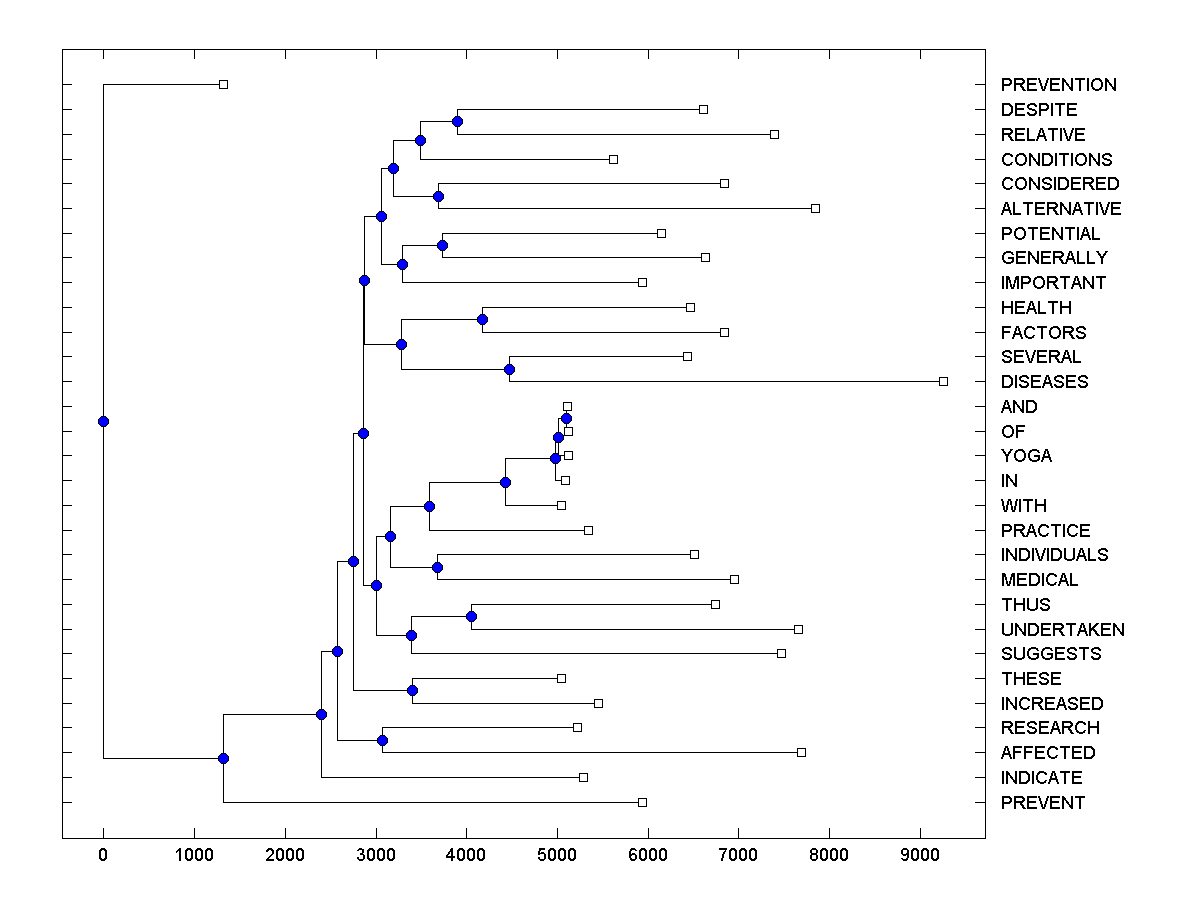 PREVENTION
DESPITE
RELATIVE
CONDITIONS
CONSIDERED
ALTERNATIVE
POTENTIAL
GENERALLY
IMPORTANT
HEALTH
FACTORS
SEVERAL
DISEASES
AND
OF
YOGA
IN
WITH
PRACTICE
INDIVIDUALS
MEDICAL
THUS
UNDERTAKEN
SUGGESTS
THESE
INCREASED
RESEARCH
AFFECTED
INDICATE
PREVENT
0 1000 2000 3000 4000 5000 6000 7000 8000 9000